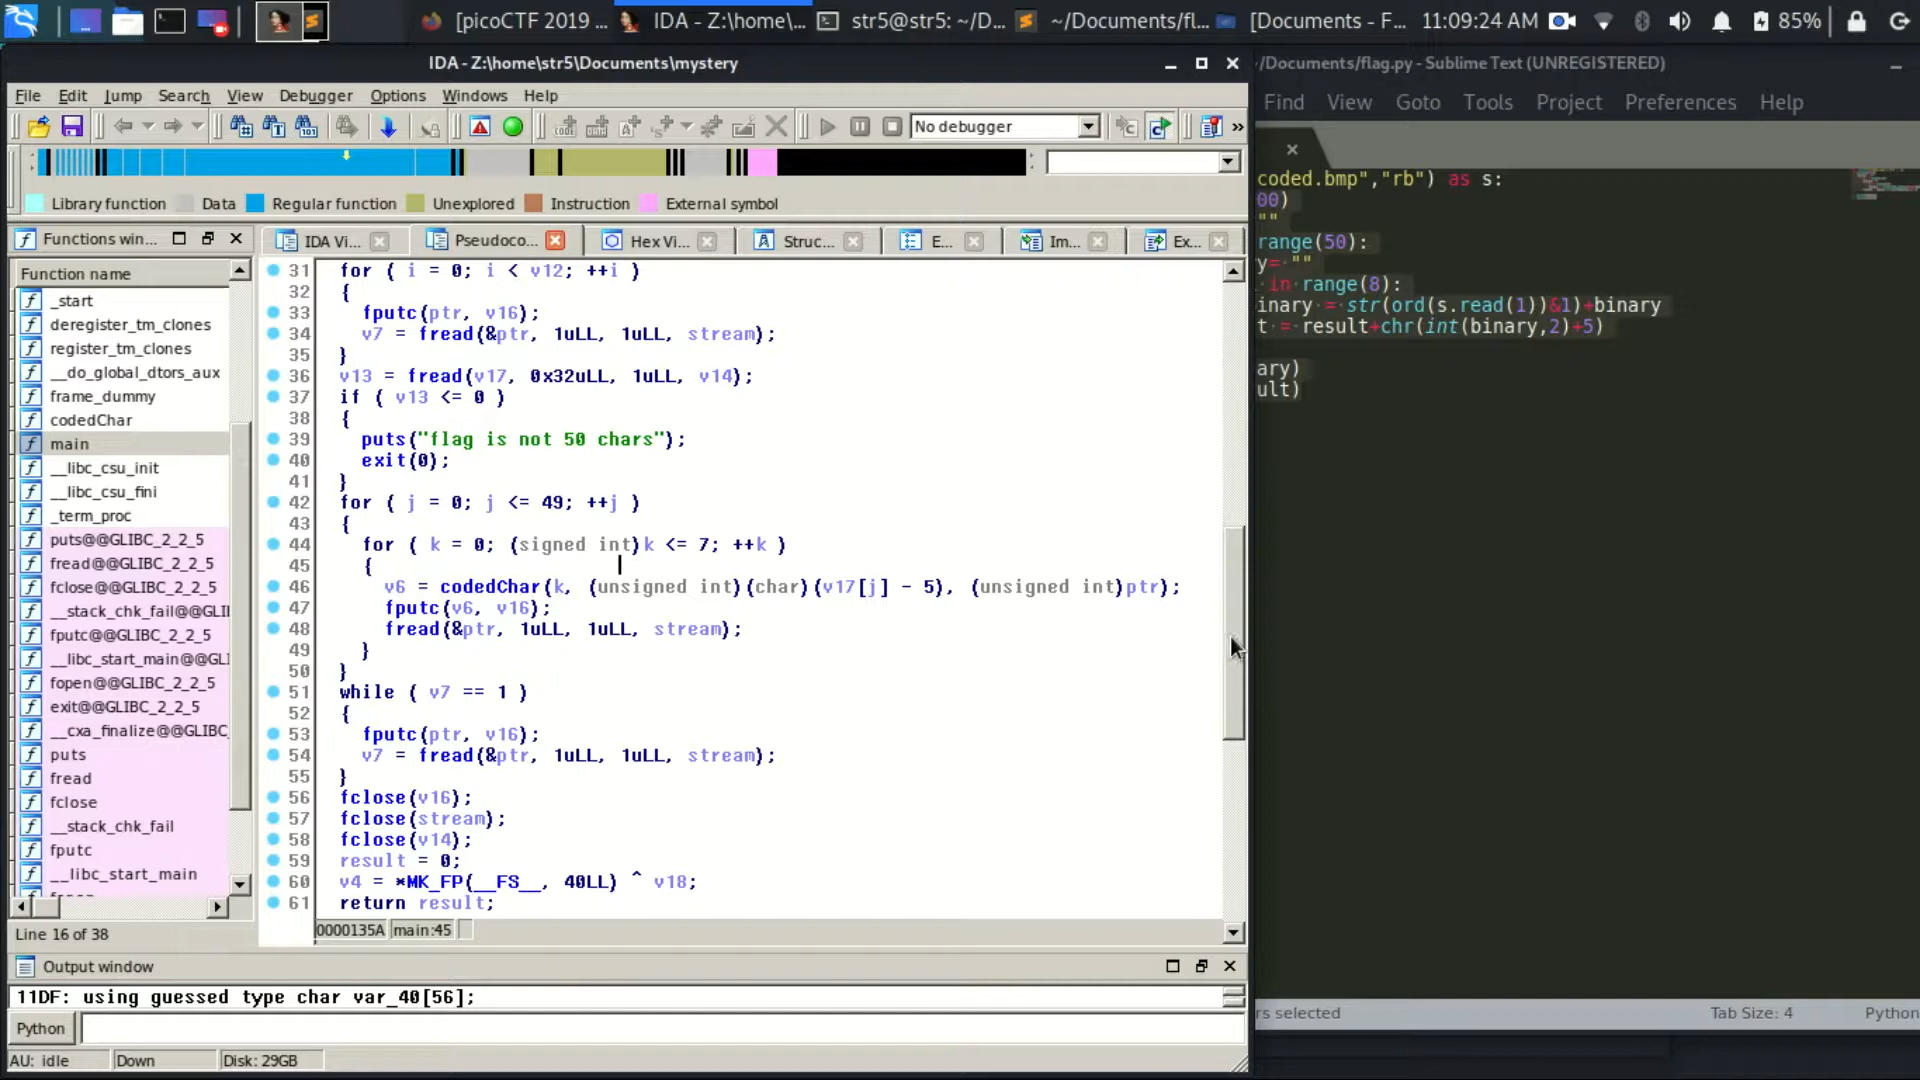 [picoCTF 2019 ...
IDA - Z:\home\...
str5@str5: ~/D...
~/Documents/fl...
[Documents - F...
11:09:24 AM
85%
IDA - Z:\home\str5\Documents\mystery
File Edit Jump Search View Debugger Options Windows Help
No debugger
Library function Data Regular function Unexplored Instruction External symbol
Functions win...
IDA Vi... Pseudoco... Hex Vi... Struc... E... Im... Ex...
Function name
_start
deregister_tm_clones
register_tm_clones
__do_global_dtors_aux
frame_dummy
codedChar
main
__libc_csu_init
__libc_csu_fini
_term_proc
puts@@GLIBC_2_2_5
fread@@GLIBC_2_2_5
fclose@@GLIBC_2_2_5
__stack_chk_fail@@GLI
fputc@@GLIBC_2_2_5
__libc_start_main@@GLI
fopen@@GLIBC_2_2_5
exit@@GLIBC_2_2_5
__cxa_finalize@@GLIBC_
puts
fread
fclose
__stack_chk_fail
fputc
__libc_start_main
Line 16 of 38
31 for ( i = 0; i < v12; ++i )
32 {
33 fputc(ptr, v16);
34 v7 = fread(&ptr, 1uLL, 1uLL, stream);
35 }
36 v13 = fread(v17, 0x32uLL, 1uLL, v14);
37 if ( v13 <= 0 )
38 {
39 puts("flag is not 50 chars");
40 exit(0);
41 }
42 for ( j = 0; j <= 49; ++j )
43 {
44 for ( k = 0; (signed int)k <= 7; ++k )
45 {
46 v6 = codedChar(k, (unsigned int)(char)(v17[j] - 5), (unsigned int)ptr);
47 fputc(v6, v16);
48 fread(&ptr, 1uLL, 1uLL, stream);
49 }
50 }
51 while ( v7 == 1 )
52 {
53 fputc(ptr, v16);
54 v7 = fread(&ptr, 1uLL, 1uLL, stream);
55 }
56 fclose(v16);
57 fclose(stream);
58 fclose(v14);
59 result = 0;
60 v4 = *MK_FP(__FS__, 40LL) ^ v18;
61 return result;
0000135A main:45
Output window
11DF: using guessed type char var_40[56];
Python
AU: idle Down Disk: 29GB
/Documents/flag.py - Sublime Text (UNREGISTERED)
Find View Goto Tools Project Preferences Help
coded.bmp","rb") as s:
00)
""
range(50):
y= ""
in range(8):
inary = str(ord(s.read(1))&1)+binary
t = result+chr(int(binary,2)+5)
ary)
ult)
rs selected
Tab Size: 4
Python